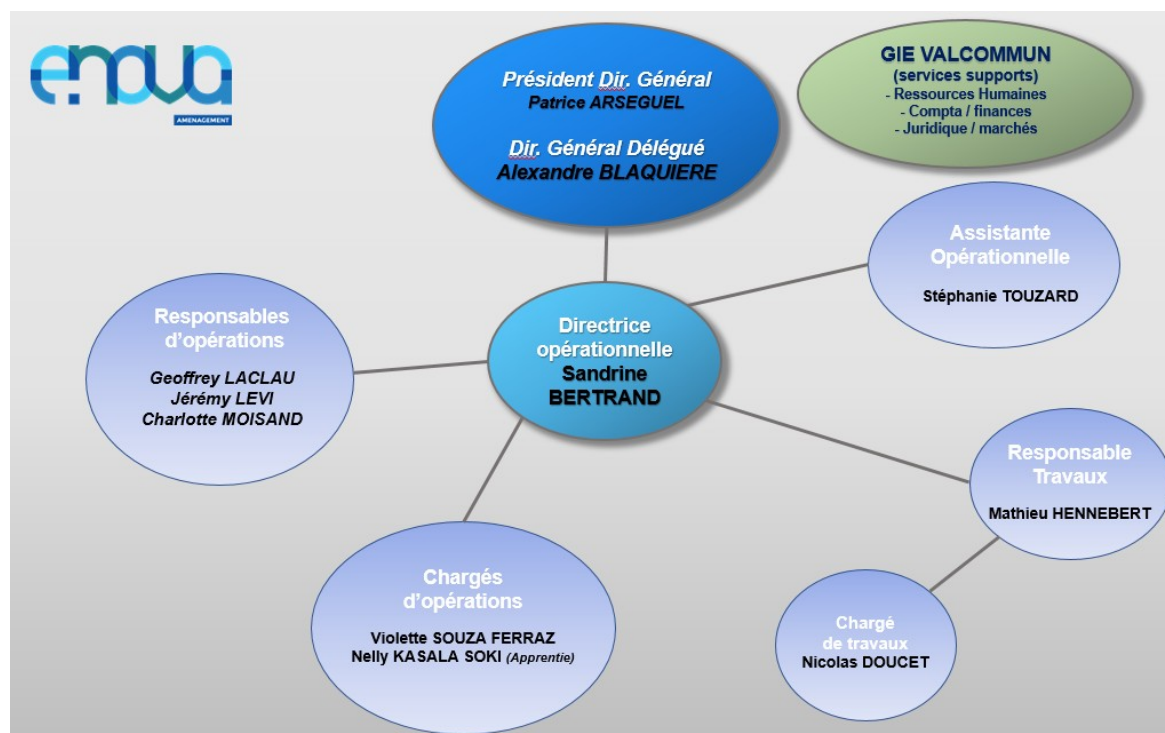 enova
AMENAGEMENT
Président Dir. Général
Patrice ARSEGUEL
Dir. Général Délégué
Alexandre BLAQUIERE
GIE VALCOMMUN
(services supports)
- Ressources Humaines
- Compta / finances
- Juridique / marchés
Assistante
Opérationnelle
Stéphanie TOUZARD
Directrice
opérationnelle
Sandrine
BERTRAND
Responsables
d’opérations
Geoffrey LACLAU
Jérémy LEVI
Charlotte MOISAND
Responsable
Travaux
Mathieu HENNEBERT
Chargés
d’opérations
Violette SOUZA FERRAZ
Nelly KASALA SOKI (Apprentie)
Chargé
de travaux
Nicolas DOUCET